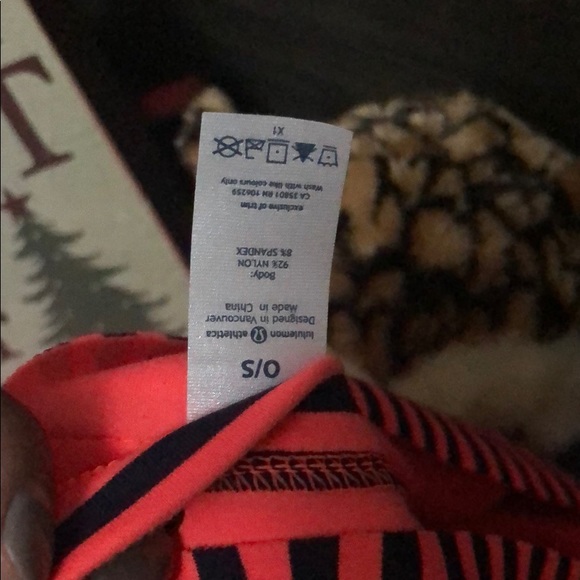 O/S
lululemon athletica
Designed in Vancouver
Made in China
Body:
92% NYLON
8% SPANDEX
exclusive of trim
CA 35801 RN 106259
Wash with like colours only
X1
T